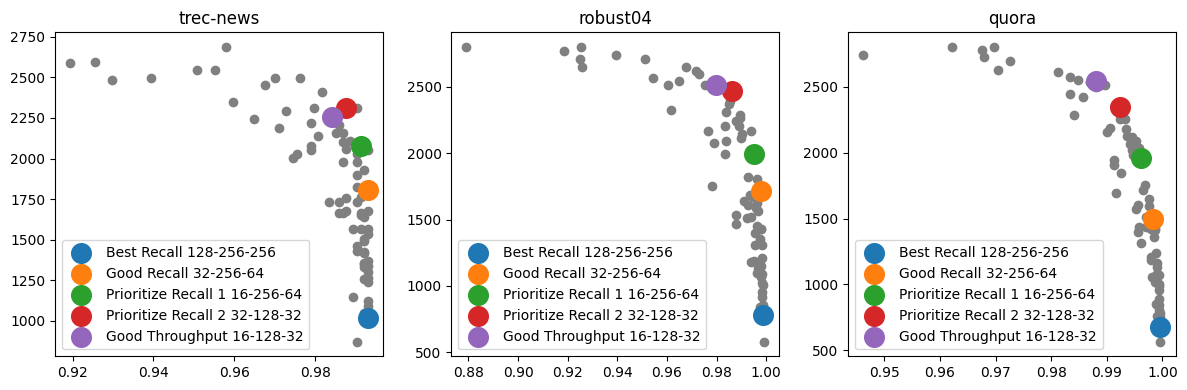 trec-news
2750
2500
2250
2000
1750
1500
1250
1000
0.92
0.94
0.96
0.98
Best Recall 128-256-256
Good Recall 32-256-64
Prioritize Recall 1 16-256-64
Prioritize Recall 2 32-128-32
Good Throughput 16-128-32
robust04
2500
2000
1500
1000
500
0.88
0.90
0.92
0.94
0.96
0.98
1.00
Best Recall 128-256-256
Good Recall 32-256-64
Prioritize Recall 1 16-256-64
Prioritize Recall 2 32-128-32
Good Throughput 16-128-32
quora
2500
2000
1500
1000
500
0.95
0.96
0.97
0.98
0.99
1.00
Best Recall 128-256-256
Good Recall 32-256-64
Prioritize Recall 1 16-256-64
Prioritize Recall 2 32-128-32
Good Throughput 16-128-32